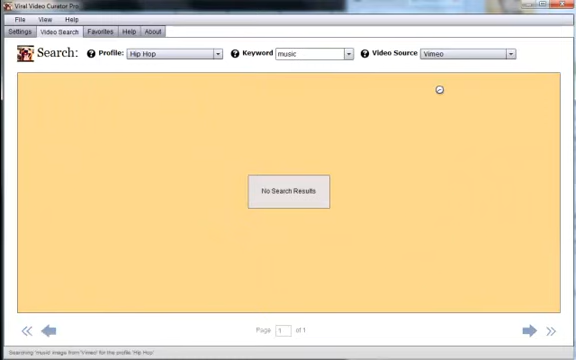 Viral Video Curator Pro
File View Help
Settings Video Search Favorites Help About
Search: Profile: Hip Hop Keyword music Video Source Vimeo
No Search Results
Page 1 of 1
Searching 'music' image from 'Vimeo' for the profile 'Hip Hop'